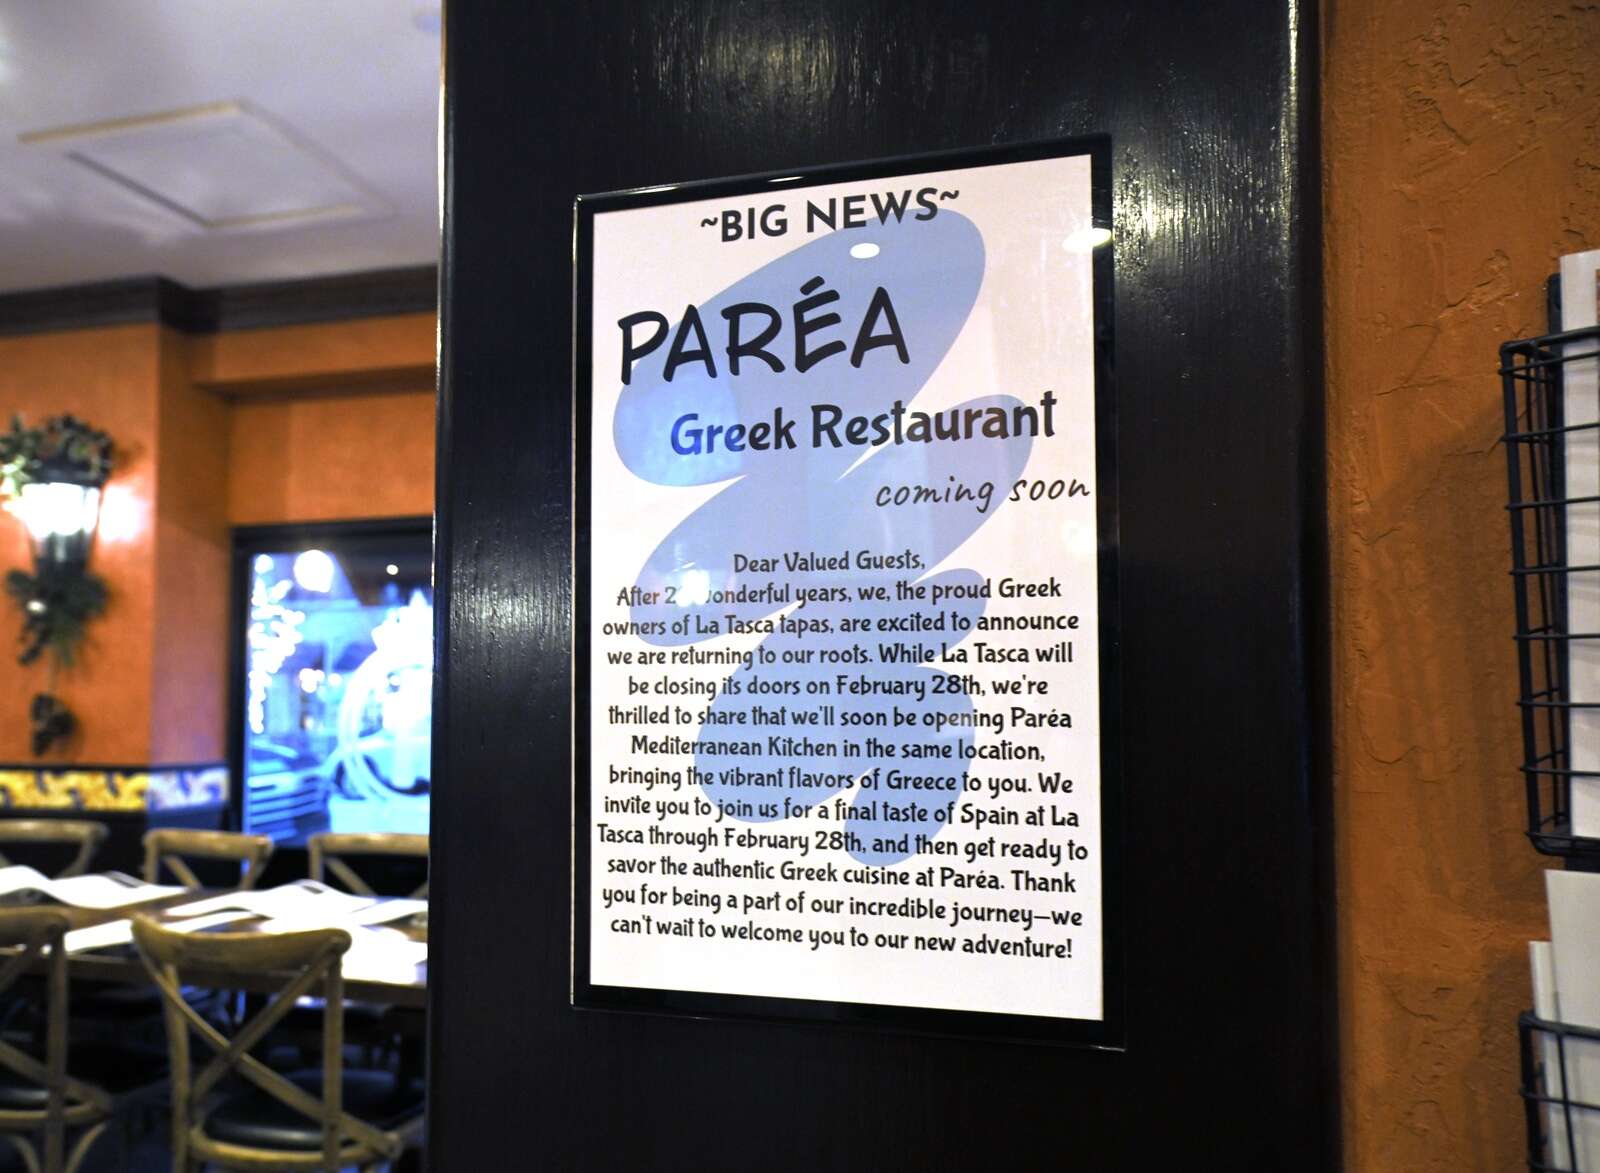 ~BIG NEWS~
PARÉA
Greek Restaurant
coming soon
Dear Valued Guests,
After 2 wonderful years, we, the proud Greek
owners of La Tasca tapas, are excited to announce
we are returning to our roots. While La Tasca will
be closing its doors on February 28th, we're
thrilled to share that we'll soon be opening Paréa
Mediterranean Kitchen in the same location,
bringing the vibrant flavors of Greece to you. We
invite you to join us for a final taste of Spain at La
Tasca through February 28th, and then get ready to
savor the authentic Greek cuisine at Paréa. Thank
you for being a part of our incredible journey—we
can't wait to welcome you to our new adventure!